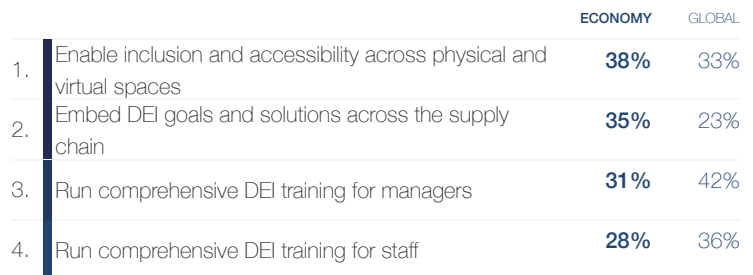 ECONOMY GLOBAL
1. Enable inclusion and accessibility across physical and 38% 33%
virtual spaces
2. Embed DEI goals and solutions across the supply 35% 23%
chain
3. Run comprehensive DEI training for managers 31% 42%
4. Run comprehensive DEI training for staff 28% 36%